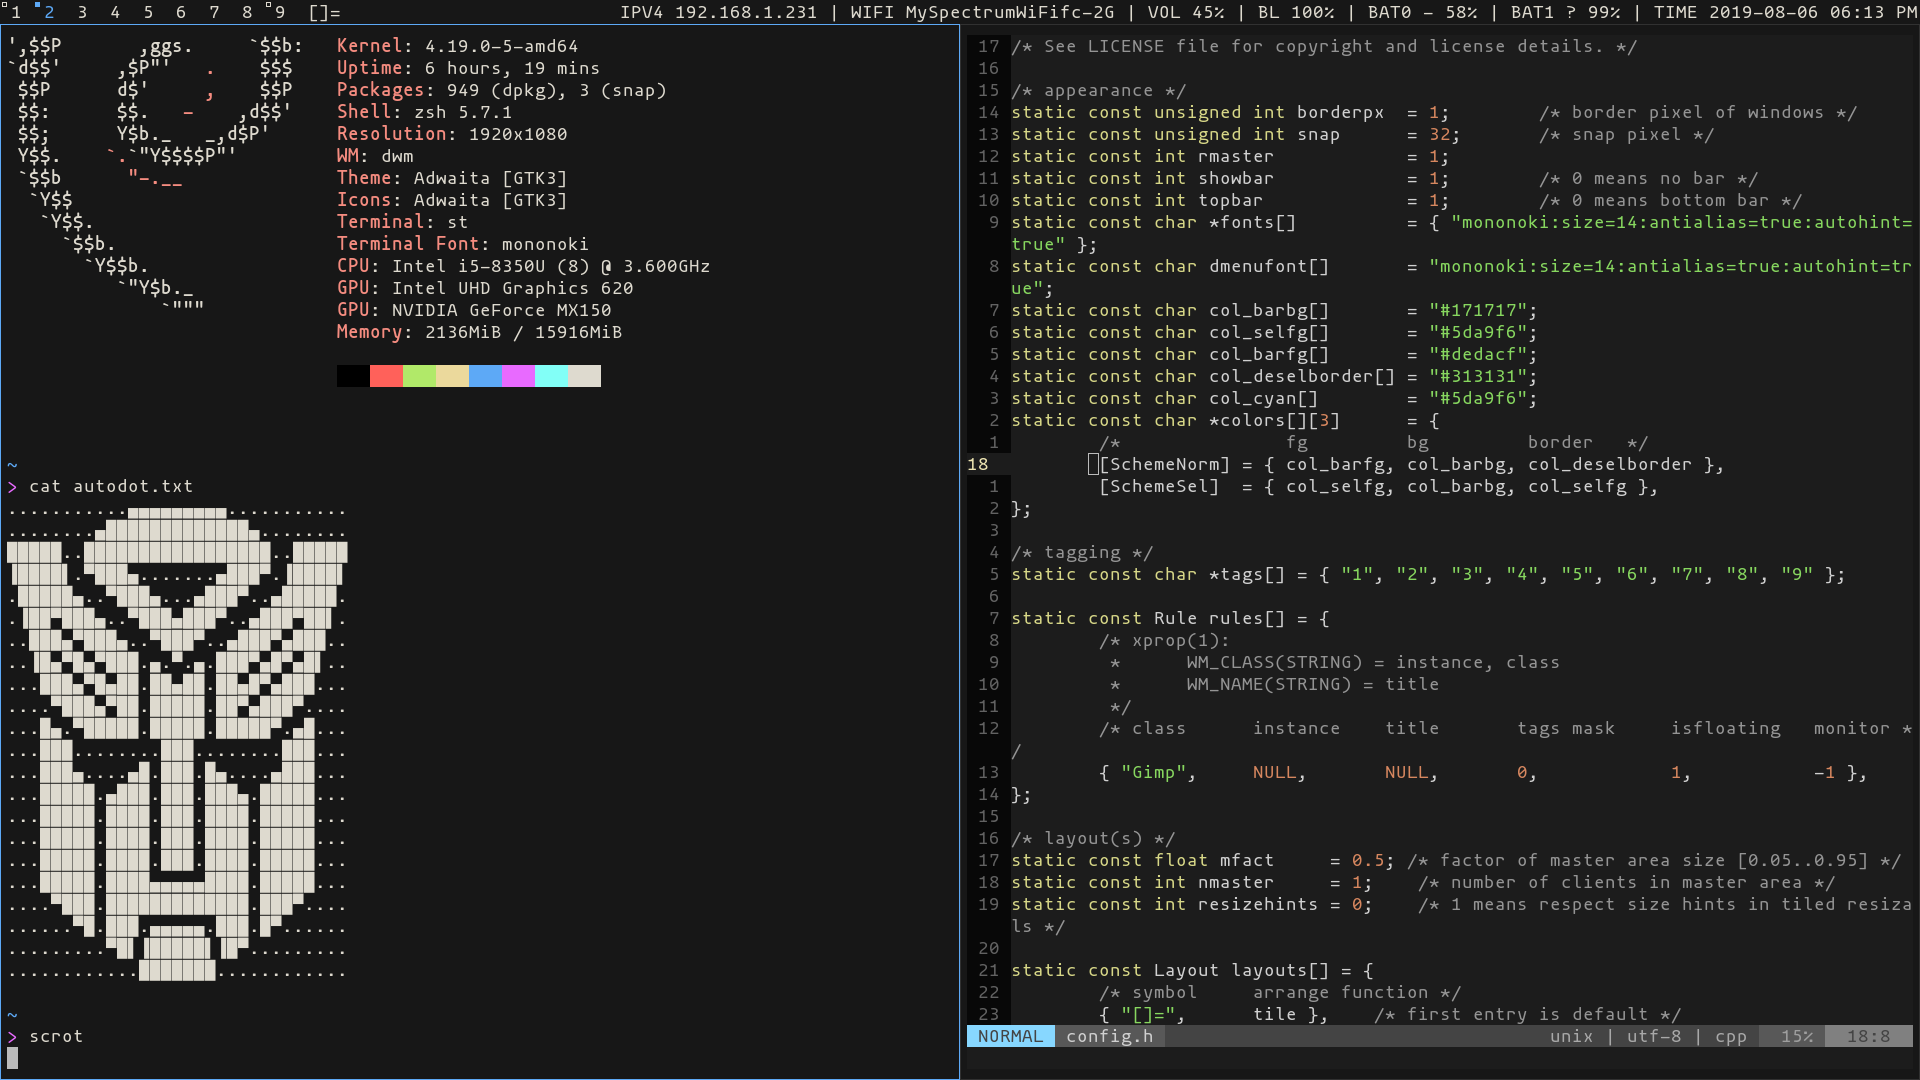 1 2 3 4 5 6 7 8 9 []= IPV4 192.168.1.231 | WIFI MySpectrumWiFifc-2G | VOL 45% | BL 100% | BAT0 - 58% | BAT1 ? 99% | TIME 2019-08-06 06:13 PM
Kernel: 4.19.0-5-amd64
Uptime: 6 hours, 19 mins
Packages: 949 (dpkg), 3 (snap)
Shell: zsh 5.7.1
Resolution: 1920x1080
WM: dwm
Theme: Adwaita [GTK3]
Icons: Adwaita [GTK3]
Terminal: st
Terminal Font: mononoki
CPU: Intel i5-8350U (8) @ 3.600GHz
GPU: Intel UHD Graphics 620
GPU: NVIDIA GeForce MX150
Memory: 2136MiB / 15916MiB
~
> cat autodot.txt
~
> scrot
17 /* See LICENSE file for copyright and license details. */
16
15 /* appearance */
14 static const unsigned int borderpx = 1; /* border pixel of windows */
13 static const unsigned int snap = 32; /* snap pixel */
12 static const int rmaster = 1;
11 static const int showbar = 1; /* 0 means no bar */
10 static const int topbar = 1; /* 0 means bottom bar */
9 static const char *fonts[] = { "mononoki:size=14:antialias=true:autohint=
true" };
8 static const char dmenufont[] = "mononoki:size=14:antialias=true:autohint=tr
ue";
7 static const char col_barbg[] = "#171717";
6 static const char col_selfg[] = "#5da9f6";
5 static const char col_barfg[] = "#dedacf";
4 static const char col_deselborder[] = "#313131";
3 static const char col_cyan[] = "#5da9f6";
2 static const char *colors[][3] = {
1 /* fg bg border */
18 [SchemeNorm] = { col_barfg, col_barbg, col_deselborder },
1 [SchemeSel] = { col_selfg, col_barbg, col_selfg },
2 };
3
4 /* tagging */
5 static const char *tags[] = { "1", "2", "3", "4", "5", "6", "7", "8", "9" };
6
7 static const Rule rules[] = {
8 /* xprop(1):
9 * WM_CLASS(STRING) = instance, class
10 * WM_NAME(STRING) = title
11 */
12 /* class instance title tags mask isfloating monitor *
/
13 { "Gimp", NULL, NULL, 0, 1, -1 },
14 };
15
16 /* layout(s) */
17 static const float mfact = 0.5; /* factor of master area size [0.05..0.95] */
18 static const int nmaster = 1; /* number of clients in master area */
19 static const int resizehints = 0; /* 1 means respect size hints in tiled resiza
ls */
20
21 static const Layout layouts[] = {
22 /* symbol arrange function */
23 { "[]=", tile }, /* first entry is default */
NORMAL config.h unix | utf-8 | cpp 15% 18:8